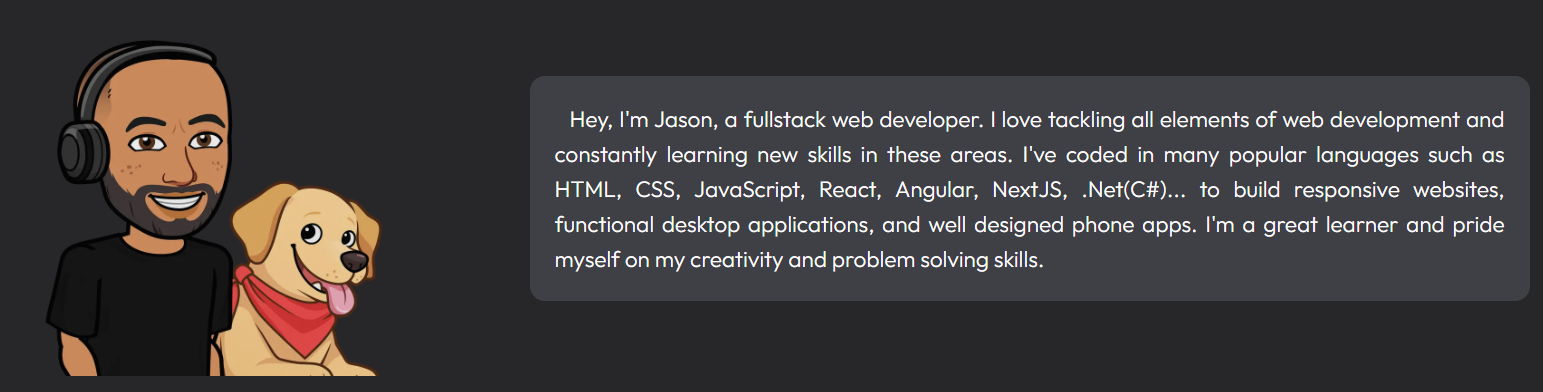 Hey, I'm Jason, a fullstack web developer. I love tackling all elements of web development and
constantly learning new skills in these areas. I've coded in many popular languages such as
HTML, CSS, JavaScript, React, Angular, NextJS, .Net(C#)... to build responsive websites,
functional desktop applications, and well designed phone apps. I'm a great learner and pride
myself on my creativity and problem solving skills.